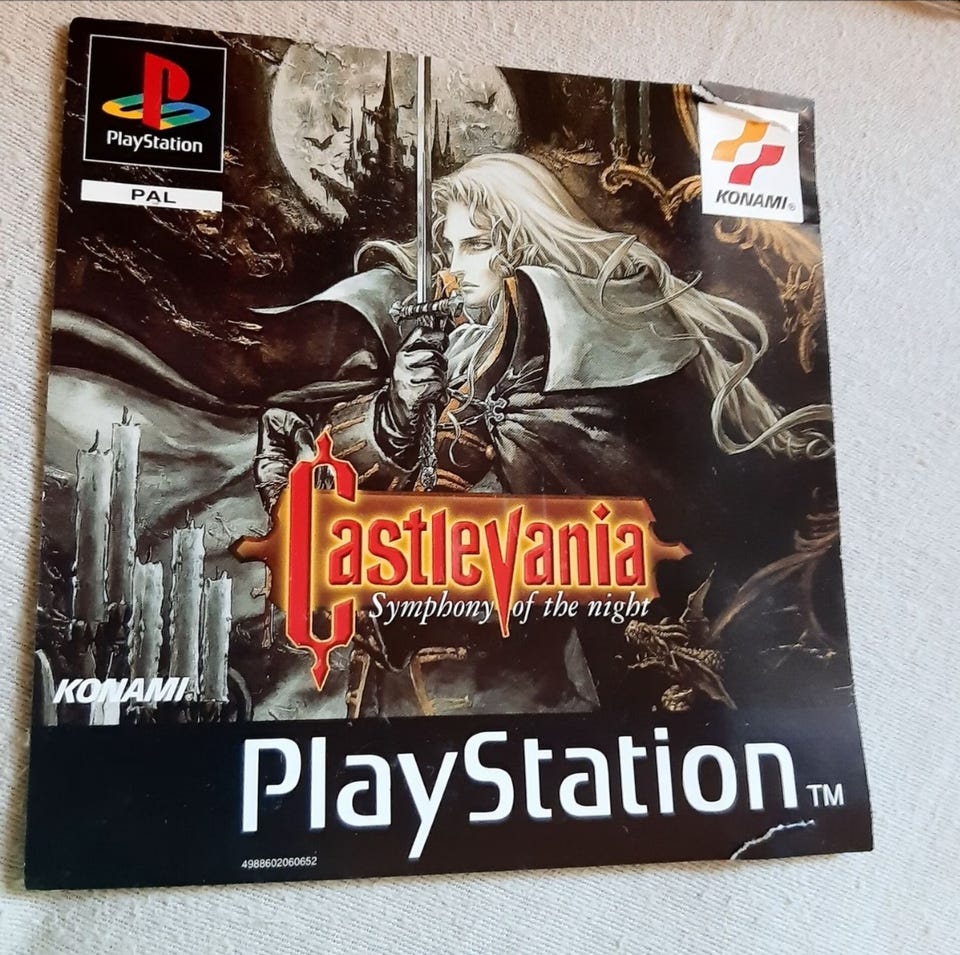 PlayStation
PAL
KONAMI®
Castlevania
Symphony of the night
KONAMI®
PlayStation™
4988602060652